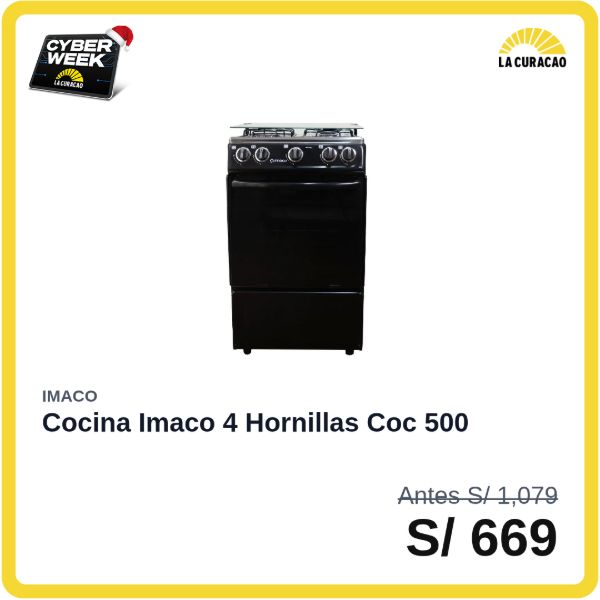 CYBER
WEEK
LA CURACAO
LA CURACAO
IMACO
Cocina Imaco 4 Hornillas Coc 500
Antes S/ 1,079
S/ 669